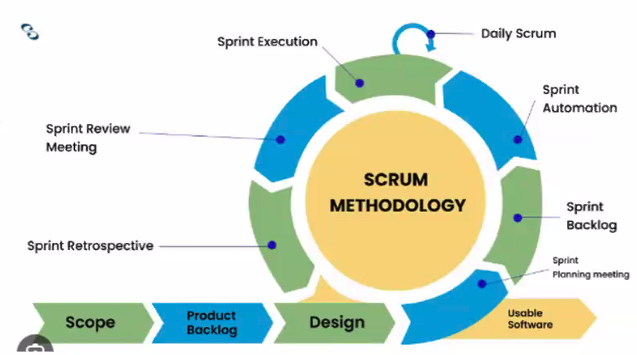 Daily Scrum
Sprint Execution
Sprint
Automation
Sprint Review
Meeting
SCRUM
METHODOLOGY
Sprint
Backlog
Sprint Retrospective
Sprint
Planning meeting
Scope
Product
Backlog
Design
Usable
Software